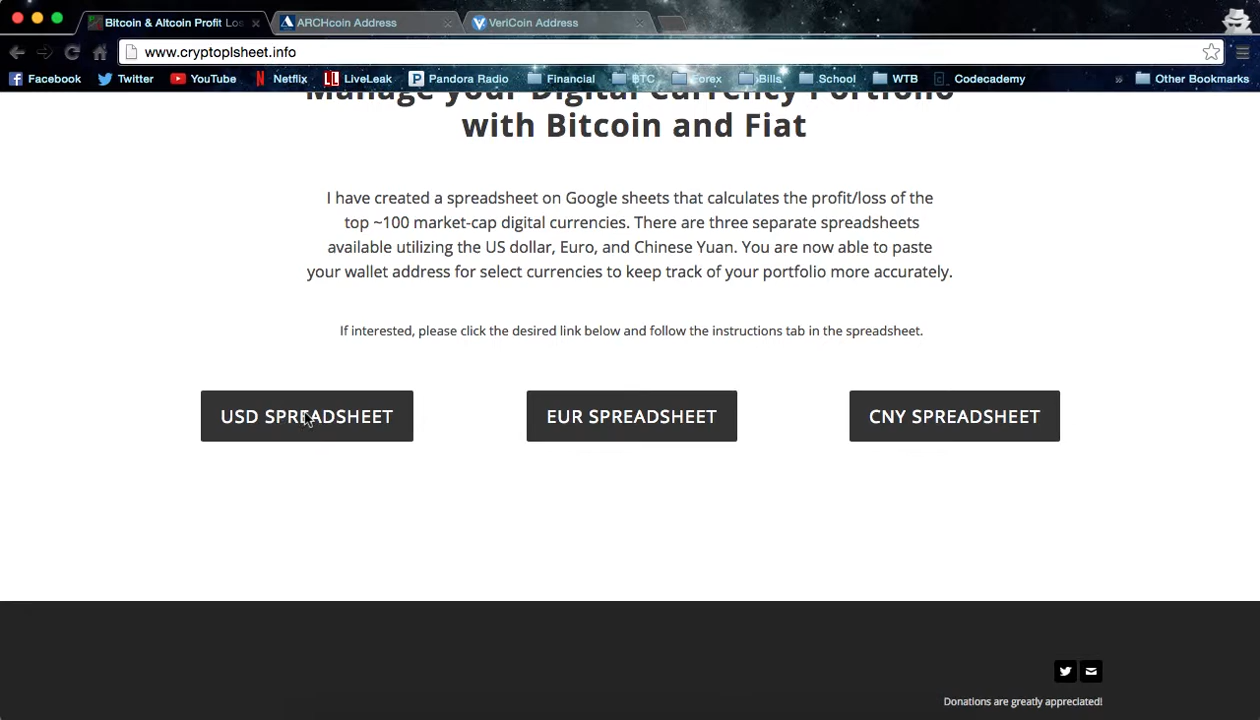 Bitcoin & Altcoin Profit Los
ARCHcoin Address
VeriCoin Address
www.cryptoplsheet.info
Facebook
Twitter
YouTube
Netflix
LiveLeak
Pandora Radio
Financial
BTC
Forex
Bills
School
WTB
Codecademy
»
Other Bookmarks
Manage your Digital Currency Portfolio
with Bitcoin and Fiat
I have created a spreadsheet on Google sheets that calculates the profit/loss of the
top ~100 market-cap digital currencies. There are three separate spreadsheets
available utilizing the US dollar, Euro, and Chinese Yuan. You are now able to paste
your wallet address for select currencies to keep track of your portfolio more accurately.
If interested, please click the desired link below and follow the instructions tab in the spreadsheet.
USD SPREADSHEET
EUR SPREADSHEET
CNY SPREADSHEET
Donations are greatly appreciated!